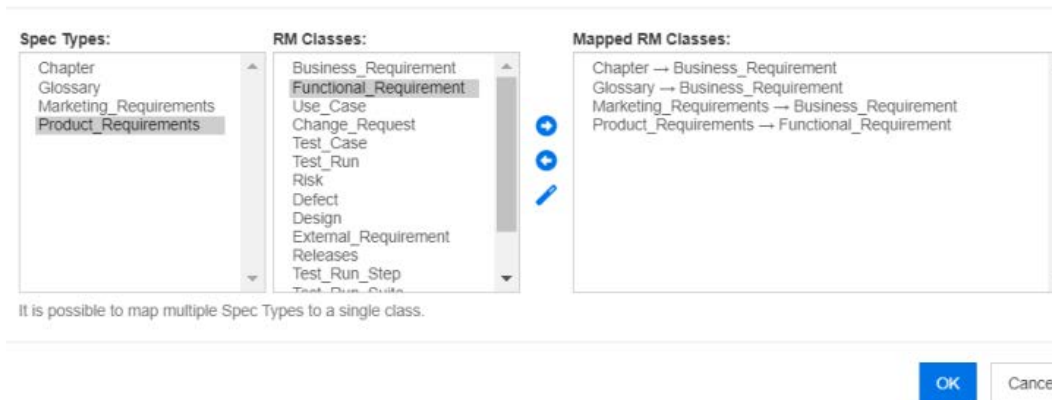 Spec Types:
RM Classes:
Mapped RM Classes:
Chapter
Glossary
Marketing_Requirements
Product_Requirements
Business_Requirement
Functional_Requirement
Use_Case
Change_Request
Test_Case
Test_Run
Risk
Defect
Design
External_Requirement
Releases
Test_Run_Step
Chapter → Business_Requirement
Glossary → Business_Requirement
Marketing_Requirements → Business_Requirement
Product_Requirements → Functional_Requirement
It is possible to map multiple Spec Types to a single class.
OK
Cance